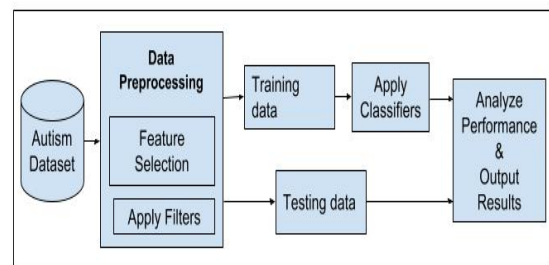 Autism
Dataset
Data
Preprocessing
Feature
Selection
Apply Filters
Training
data
Apply
Classifiers
Testing data
Analyze
Performance
&
Output
Results